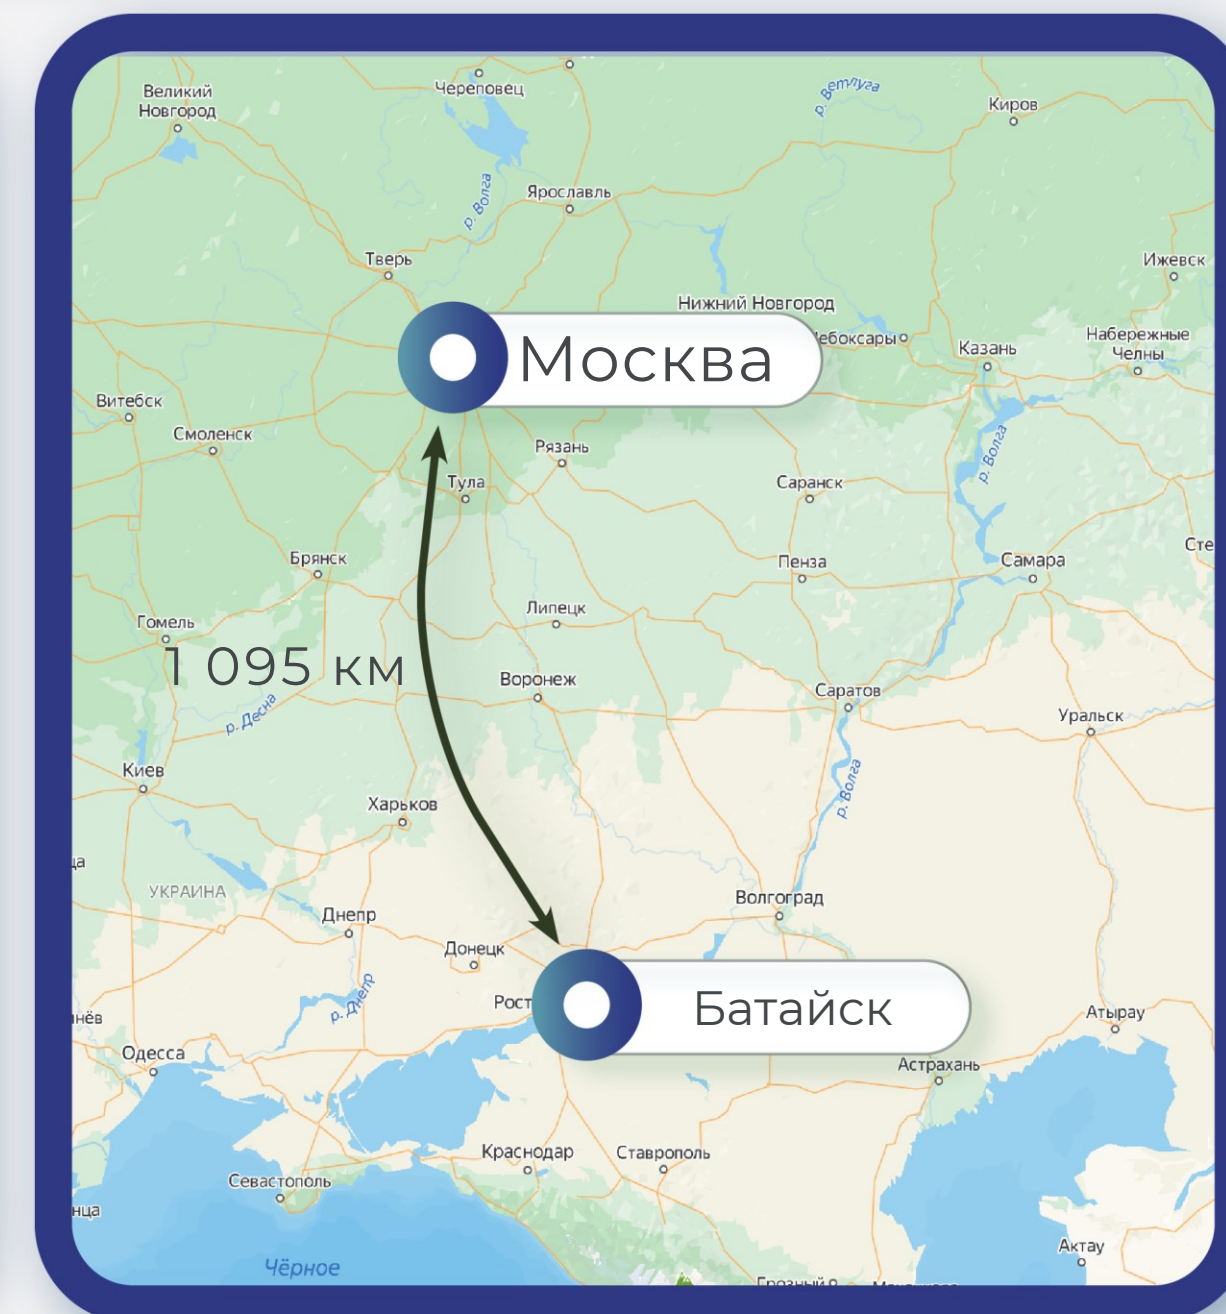 Великий
Новгород
Череповец
р. Ветлуга
Киров
р. Волга
Ярославль
Тверь
Ижевск
Нижний Новгород
Москва
Казань
Набережные
Челны
Витебск
Смоленск
Рязань
р. Волга
Тула
Саранск
Брянск
Пенза
Самара
Гомель
Липецк
1 095 км
Воронеж
Саратов
р. Десна
Уральск
Киев
Харьков
р. Волга
УКРАИНА
Волгоград
Днепр
Донецк
р. Днепр
Рост
Батайск
Атырау
Одесса
Астрахань
Краснодар
Ставрополь
Севастополь
Актау
Чёрное
Грозный